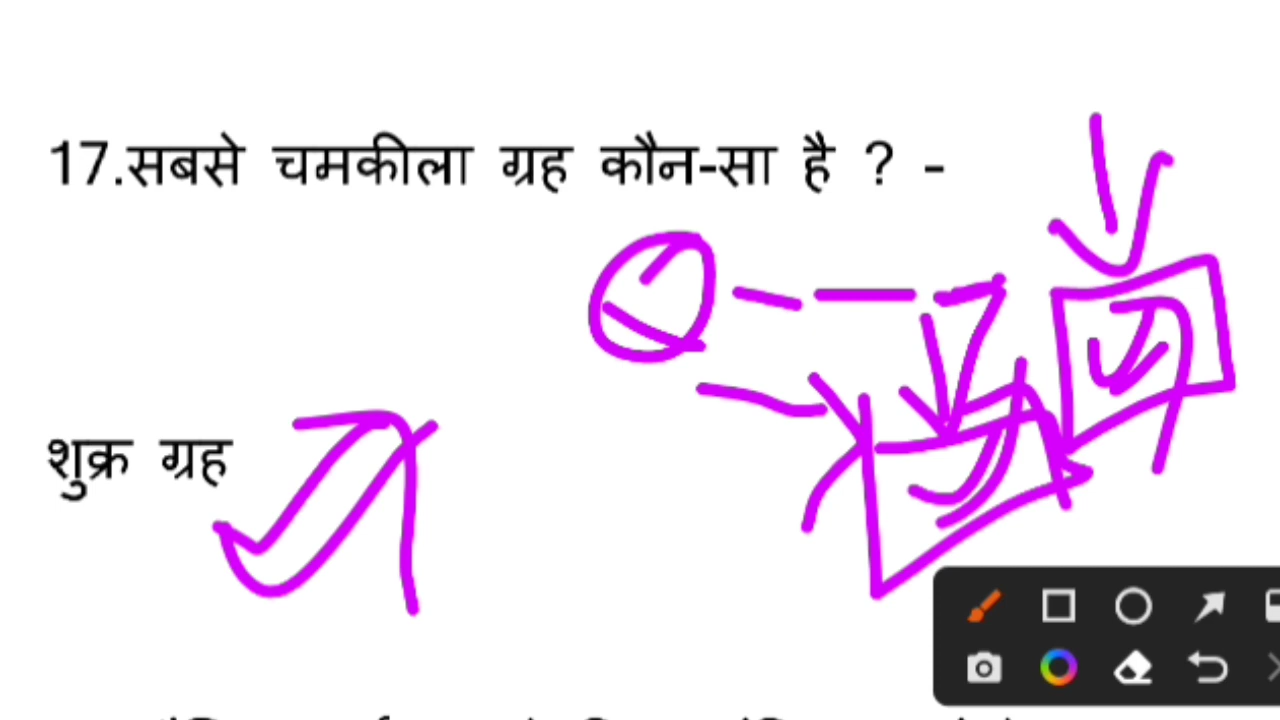 17.सबसे चमकीला ग्रह कौन-सा है ? -
शुक्र ग्रह